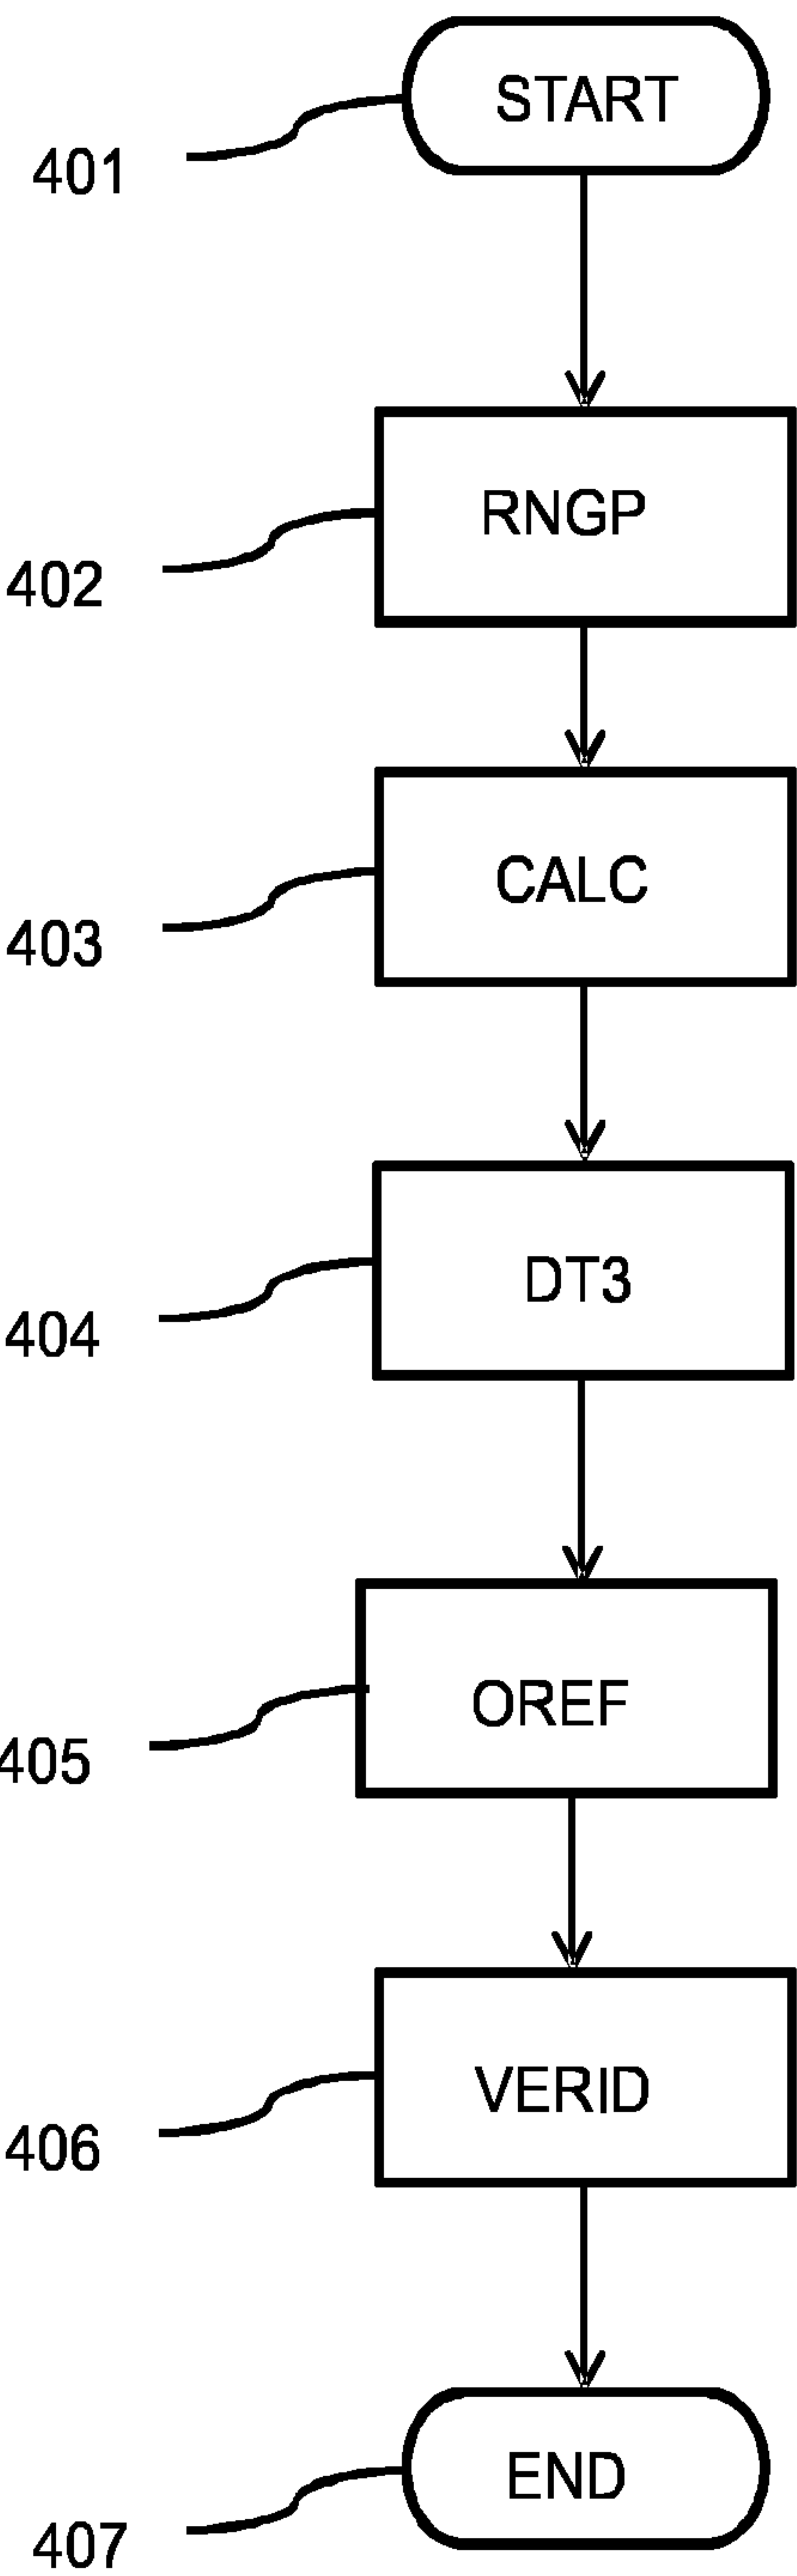 START
401
RNGP
402
CALC
403
DT3
404
OREF
405
VERID
406
END
407